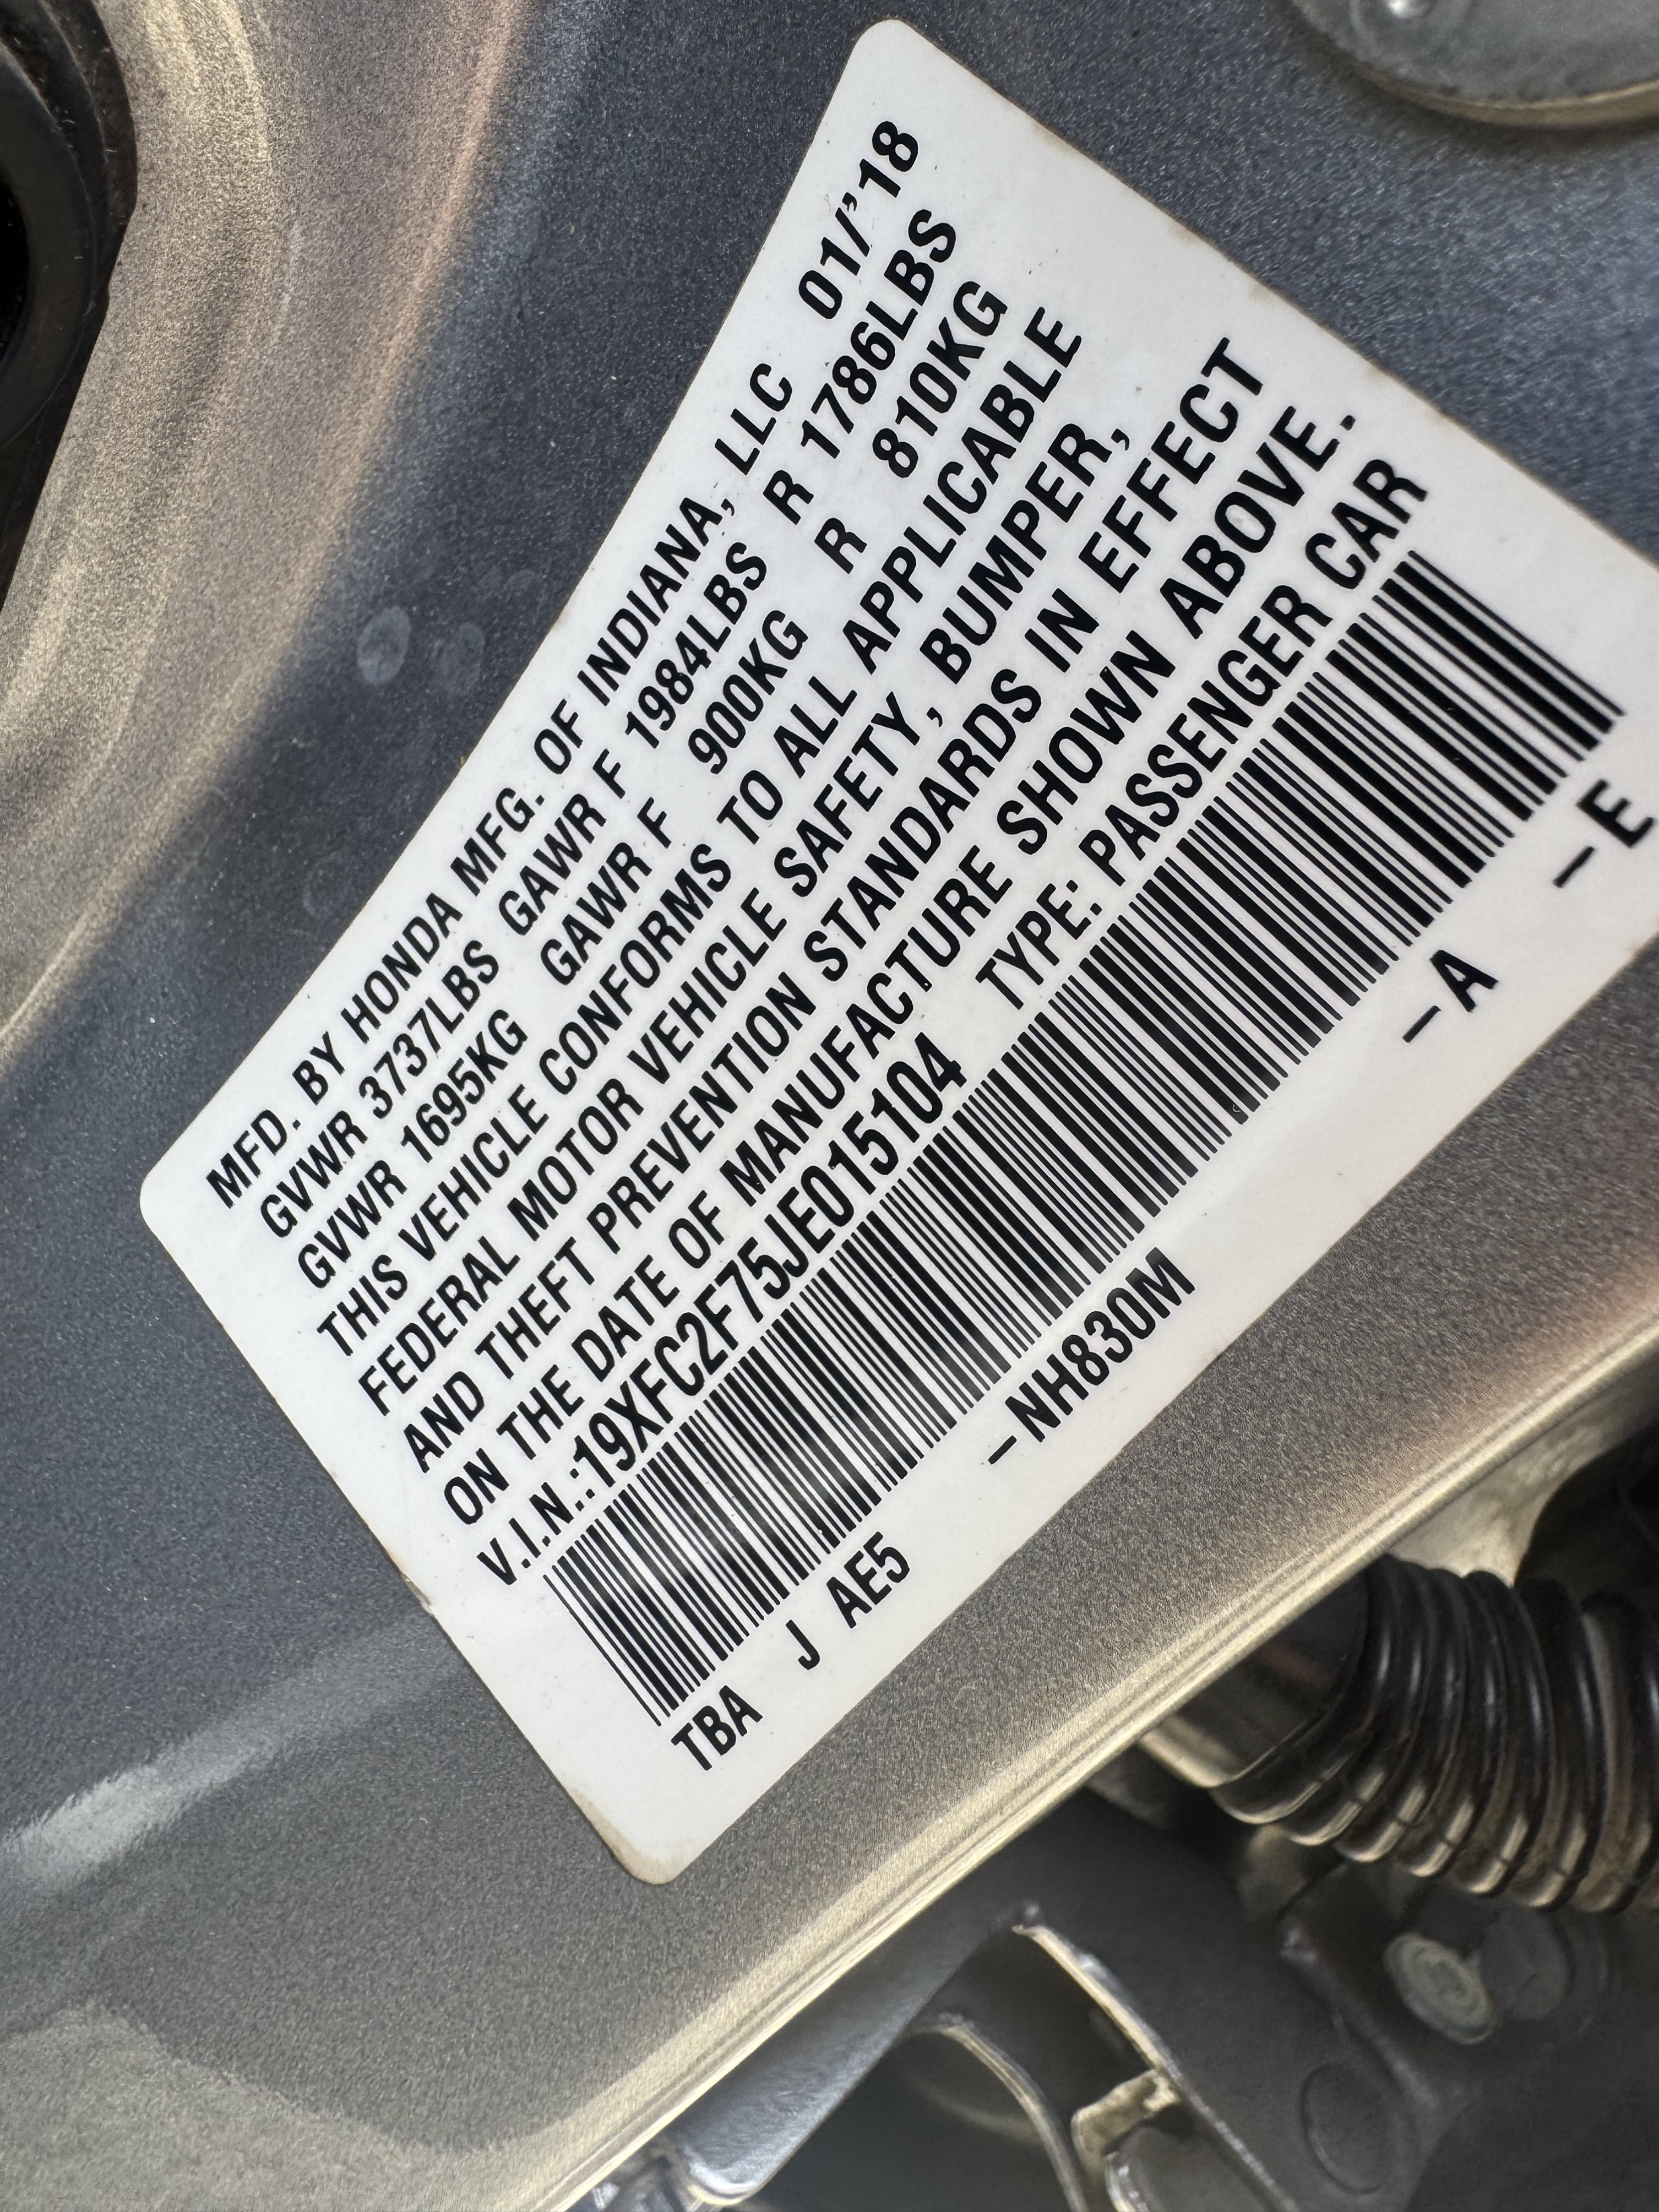 MFD. BY HONDA MFG. OF INDIANA, LLC 01/'18
GVWR 3737LBS GAWR F 1984LBS R 1786LBS
GVWR 1695KG GAWR F 900KG R 810KG
THIS VEHICLE CONFORMS TO ALL APPLICABLE
FEDERAL MOTOR VEHICLE SAFETY, BUMPER,
AND THEFT PREVENTION STANDARDS IN EFFECT
ON THE DATE OF MANUFACTURE SHOWN ABOVE.
V.I.N.:19XFC2F75JE015104 TYPE: PASSENGER CAR
TBA J AE5 -NH830M -A -E